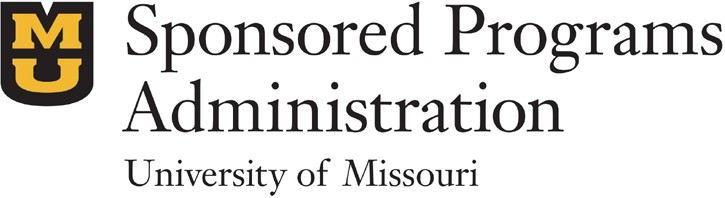 MU
Sponsored Programs
Administration
University of Missouri